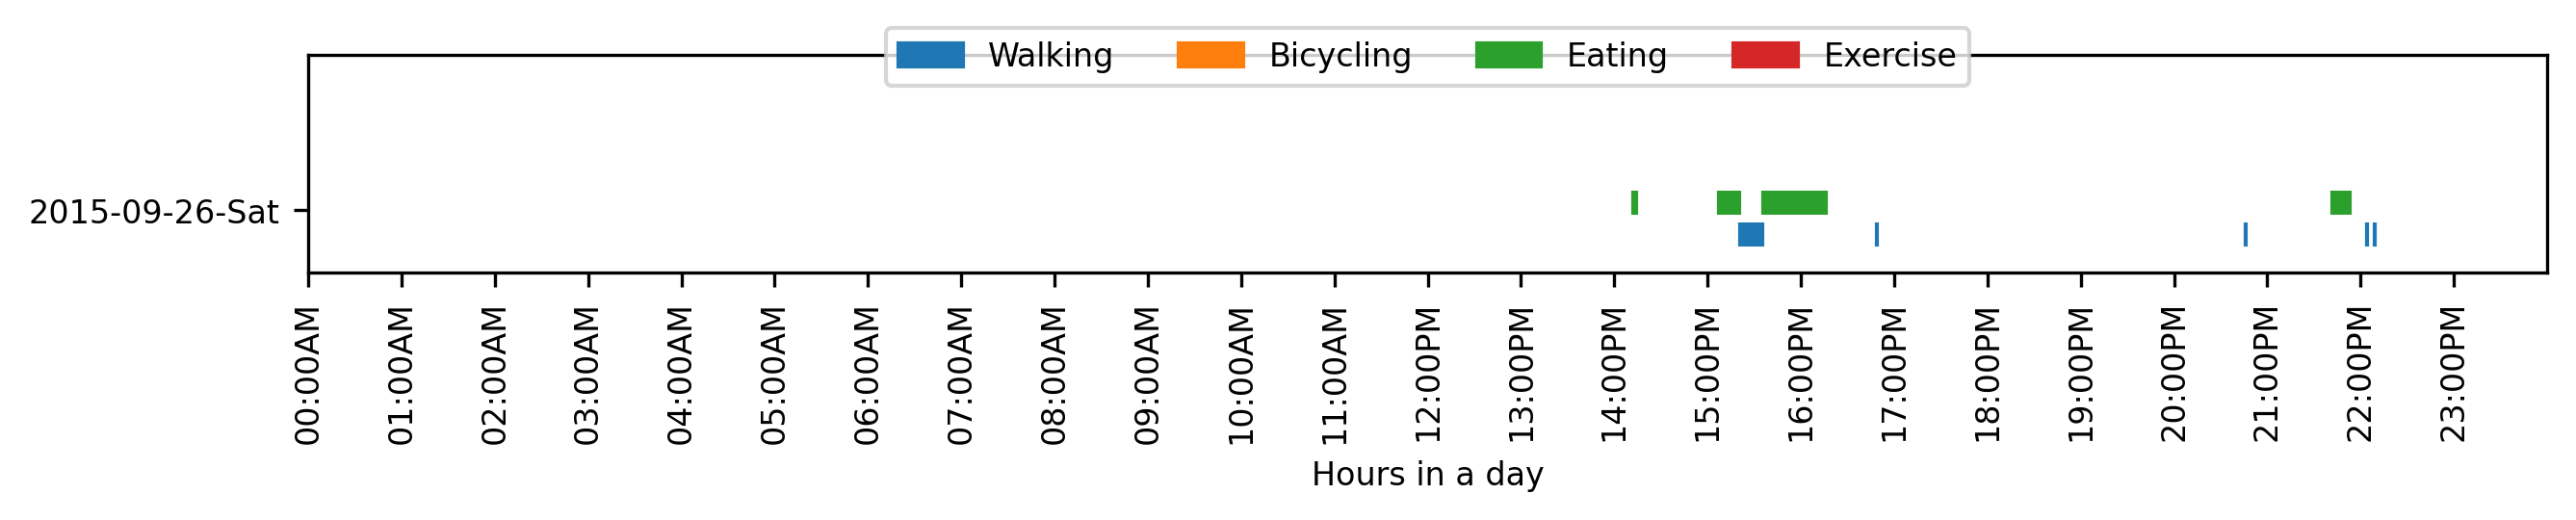 Walking Bicycling Eating Exercise
2015-09-26-Sat
00:00AM
01:00AM
02:00AM
03:00AM
04:00AM
05:00AM
06:00AM
07:00AM
08:00AM
09:00AM
10:00AM
11:00AM
12:00PM
13:00PM
14:00PM
15:00PM
16:00PM
17:00PM
18:00PM
19:00PM
20:00PM
21:00PM
22:00PM
23:00PM
Hours in a day